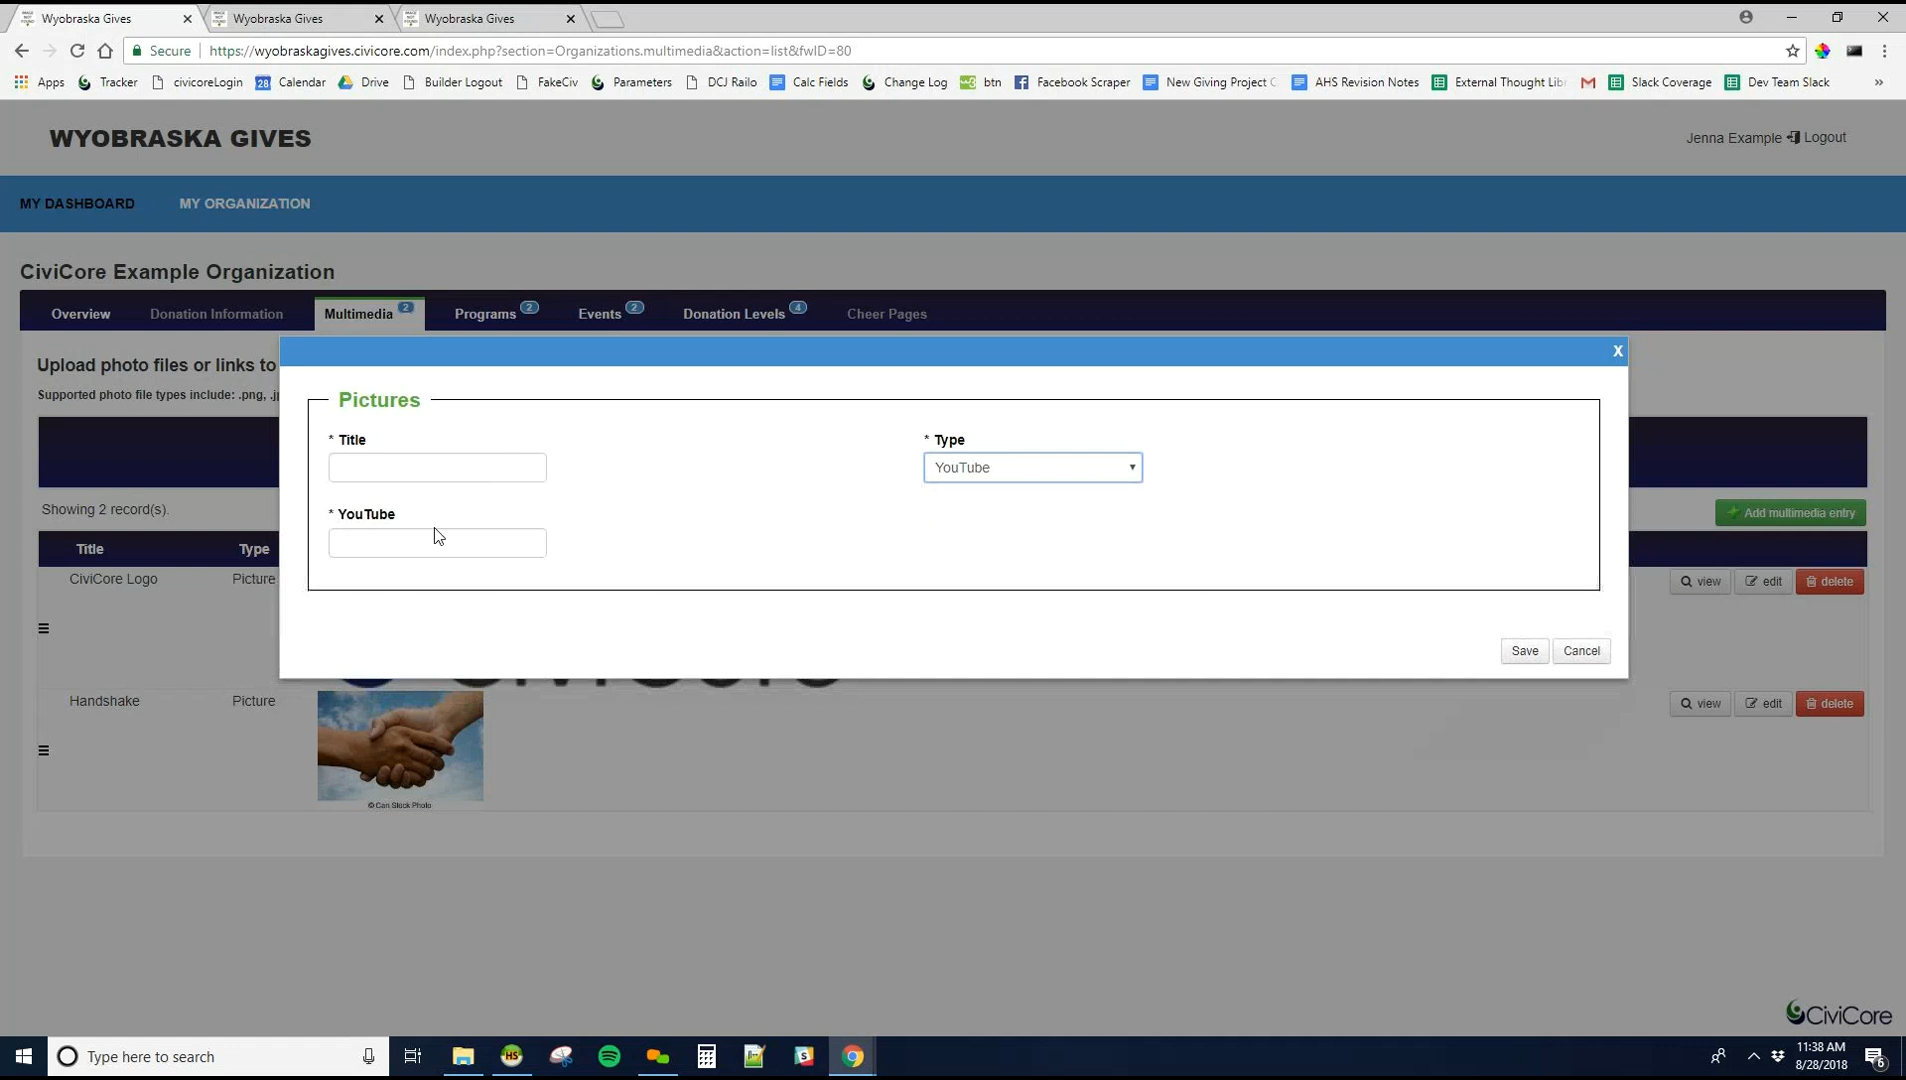 Wyobraska Gives
Wyobraska Gives
Wyobraska Gives
Secure
https://wyobraskagives.civicore.com/index.php?section=Organizations.multimedia&action=list&fwID=80
Apps
Tracker
civicoreLogin
Calendar
Drive
Builder Logout
FakeCiv
Parameters
DCJ Railo
Calc Fields
Change Log
btn
Facebook Scraper
New Giving Project
AHS Revision Notes
External Thought
Slack Coverage
Dev Team Slack
WYOBRASKA GIVES
Jenna Example Logout
MY DASHBOARD
MY ORGANIZATION
CiviCore Example Organization
Overview
Donation Information
Multimedia 2
Programs 2
Events 2
Donation Levels 4
Cheer Pages
X
Upload photo files or links to
Supported photo file types include: .png,
Pictures
* Title
* Type
YouTube
* YouTube
Showing 2 record(s).
Add multimedia entry
Title
Type
CiviCore Logo
Picture
view
edit
delete
Save
Cancel
Handshake
Picture
view
edit
delete
© Can Stock Photo
CiviCore
Type here to search
HS
11:38 AM
8/28/2018
6